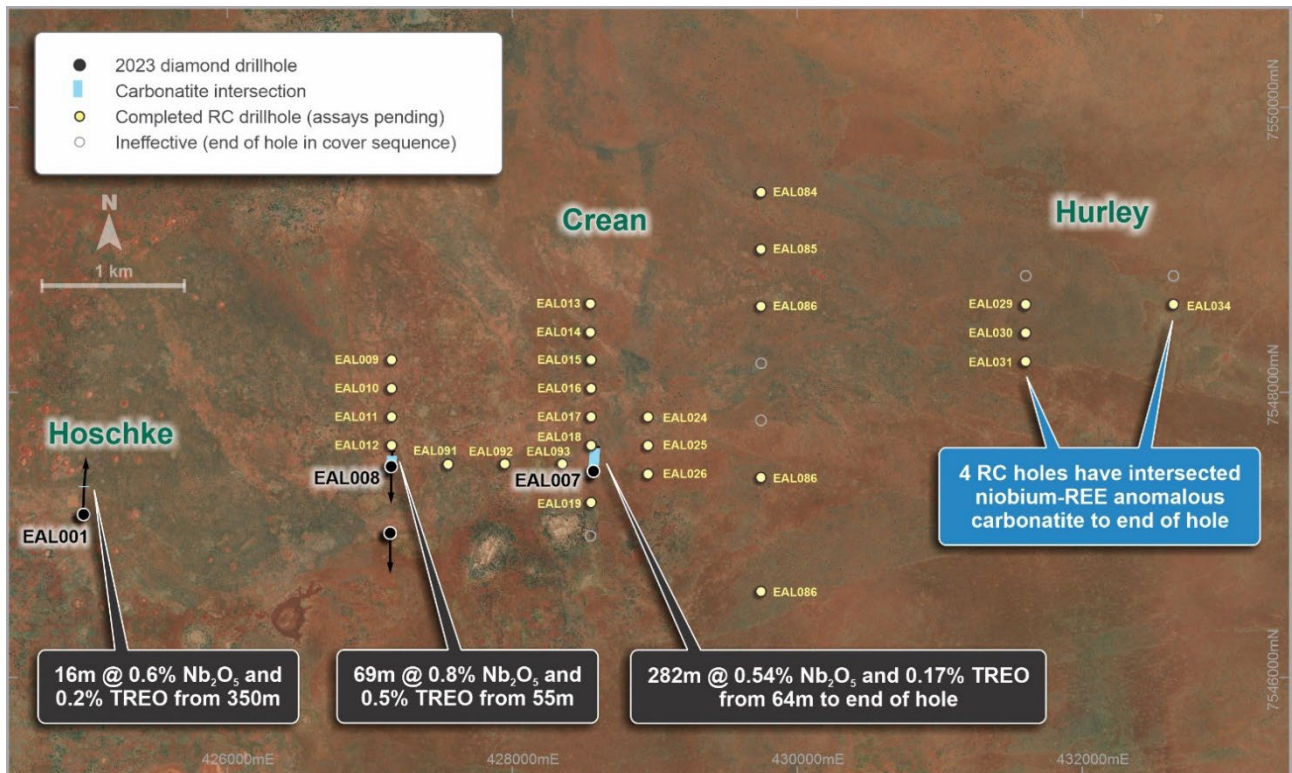 2023 diamond drillhole
Carbonatite intersection
Completed RC drillhole (assays pending)
Ineffective (end of hole in cover sequence)
N
1 km
7550000mN
7548000mN
7546000mN
Crean
Hurley
Hoschke
EAL084
EAL085
EAL086
EAL013
EAL014
EAL015
EAL016
EAL017
EAL018
EAL019
EAL029
EAL030
EAL031
EAL034
EAL009
EAL010
EAL011
EAL012
EAL091
EAL092
EAL093
EAL024
EAL025
EAL026
EAL008
EAL007
EAL001
EAL086
EAL086
4 RC holes have intersected
niobium-REE anomalous
carbonatite to end of hole
16m @ 0.6% Nb₂O₅ and
0.2% TREO from 350m
69m @ 0.8% Nb₂O₅ and
0.5% TREO from 55m
282m @ 0.54% Nb₂O₅ and 0.17% TREO
from 64m to end of hole
426000mE
428000mE
430000mE
432000mE